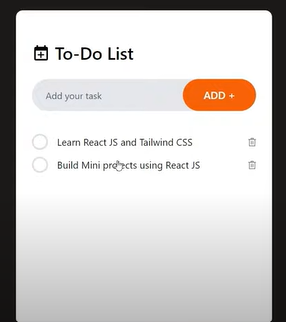 To-Do List
Add your task
ADD +
Learn React JS and Tailwind CSS
Build Mini projects using React JS